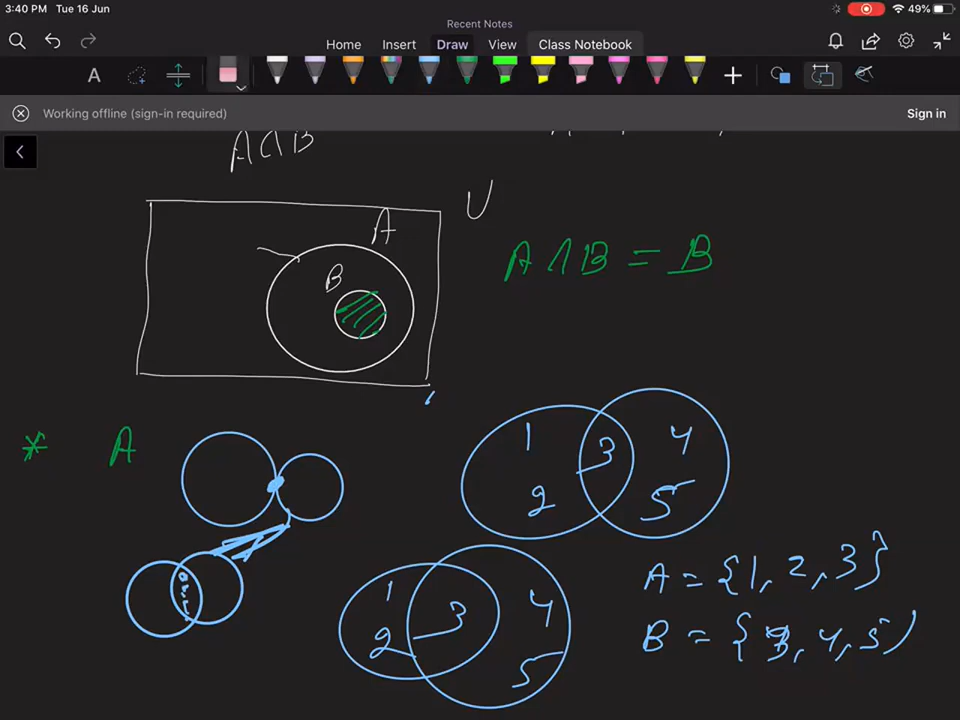 3:40 PM Tue 16 Jun 49%
Recent Notes
Home Insert Draw View Class Notebook
A
Working offline (sign-in required) Sign in
A∩B
U
A
B
A∩B = B
* A
1 3 4
2 5
1 3 4
2 5
A = {1, 2, 3}
B = {3, 4, 5)